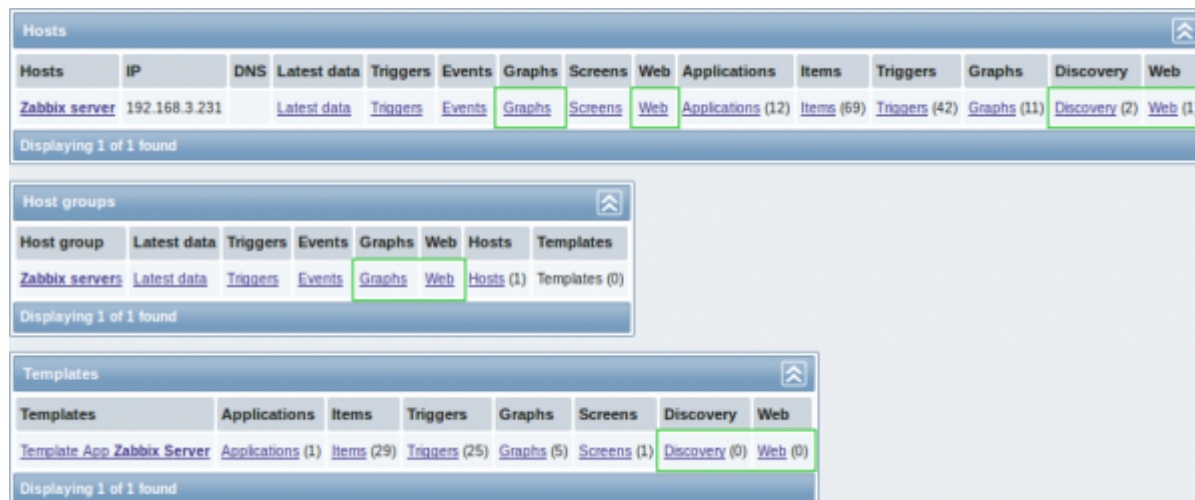 Hosts
Hosts IP DNS Latest data Triggers Events Graphs Screens Web Applications Items Triggers Graphs Discovery Web
Zabbix server 192.168.3.231 Latest data Triggers Events Graphs Screens Web Applications (12) Items (69) Triggers (42) Graphs (11) Discovery (2) Web (1
Displaying 1 of 1 found
Host groups
Host group Latest data Triggers Events Graphs Web Hosts Templates
Zabbix servers Latest data Triggers Events Graphs Web Hosts (1) Templates (0)
Displaying 1 of 1 found
Templates
Templates Applications Items Triggers Graphs Screens Discovery Web
Template App Zabbix Server Applications (1) Items (29) Triggers (25) Graphs (5) Screens (1) Discovery (0) Web (0)
Displaying 1 of 1 found